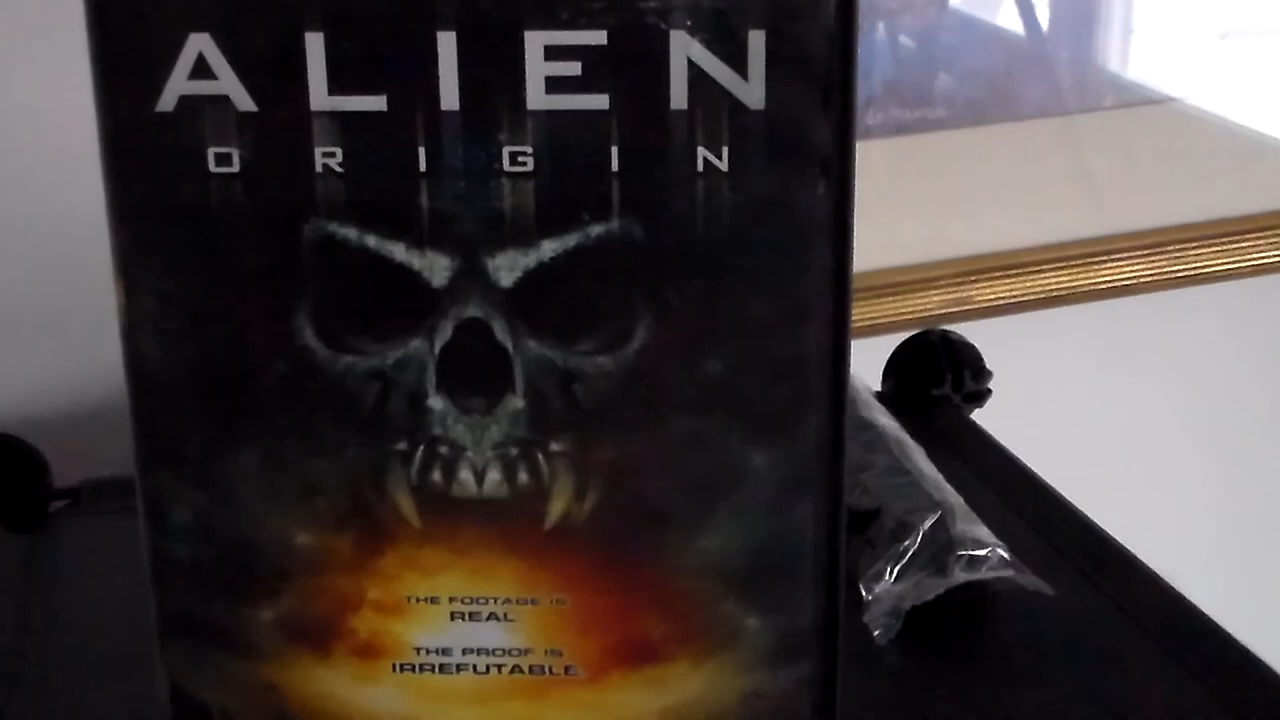 ALIEN
ORIGIN
THE FOOTAGE IS
REAL
THE PROOF IS
IRREFUTABLE